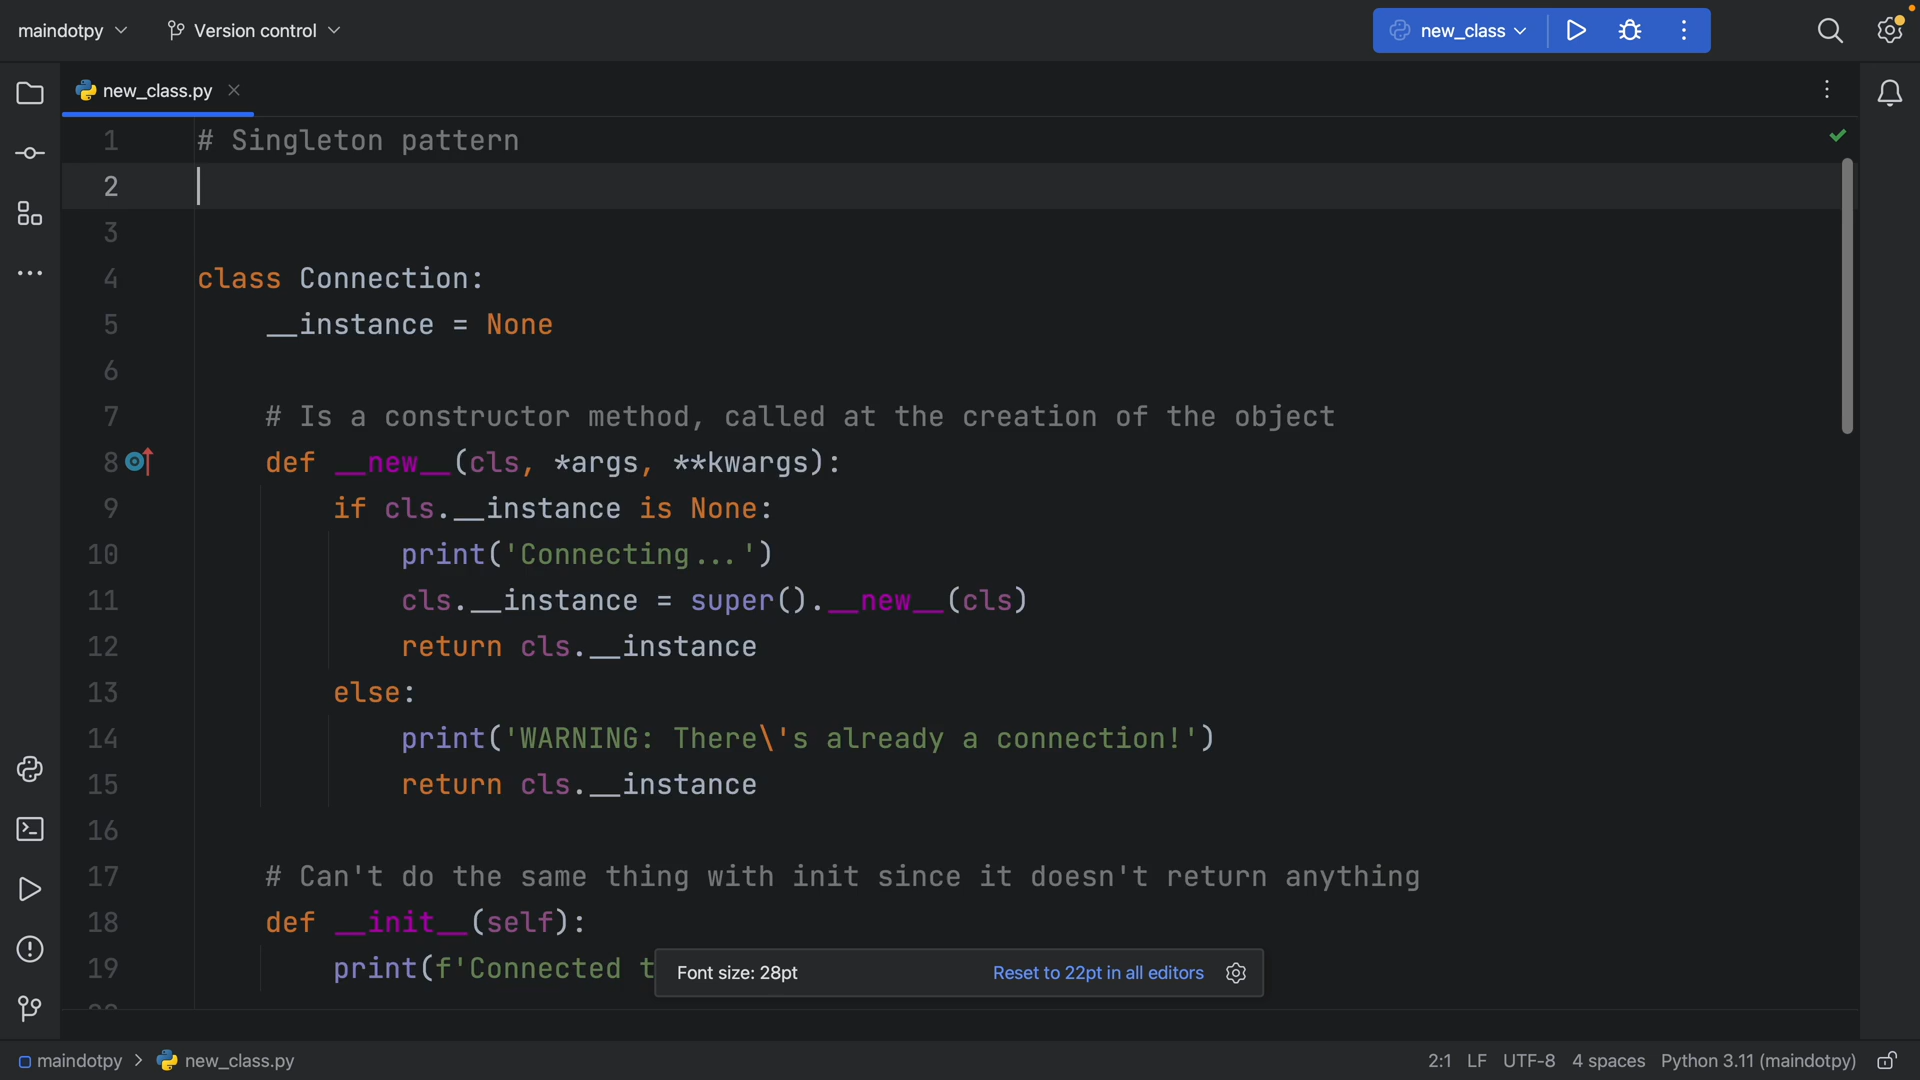 maindotpy Version control new_class
new_class.py
1 # Singleton pattern
2
3
4 class Connection:
5 __instance = None
6
7 # Is a constructor method, called at the creation of the object
8 def __new__(cls, *args, **kwargs):
9 if cls.__instance is None:
10 print('Connecting...')
11 cls.__instance = super().__new__(cls)
12 return cls.__instance
13 else:
14 print('WARNING: There\'s already a connection!')
15 return cls.__instance
16
17 # Can't do the same thing with init since it doesn't return anything
18 def __init__(self):
19 print(f'Connected t
Font size: 28pt Reset to 22pt in all editors
maindotpy > new_class.py 2:1 LF UTF-8 4 spaces Python 3.11 (maindotpy)